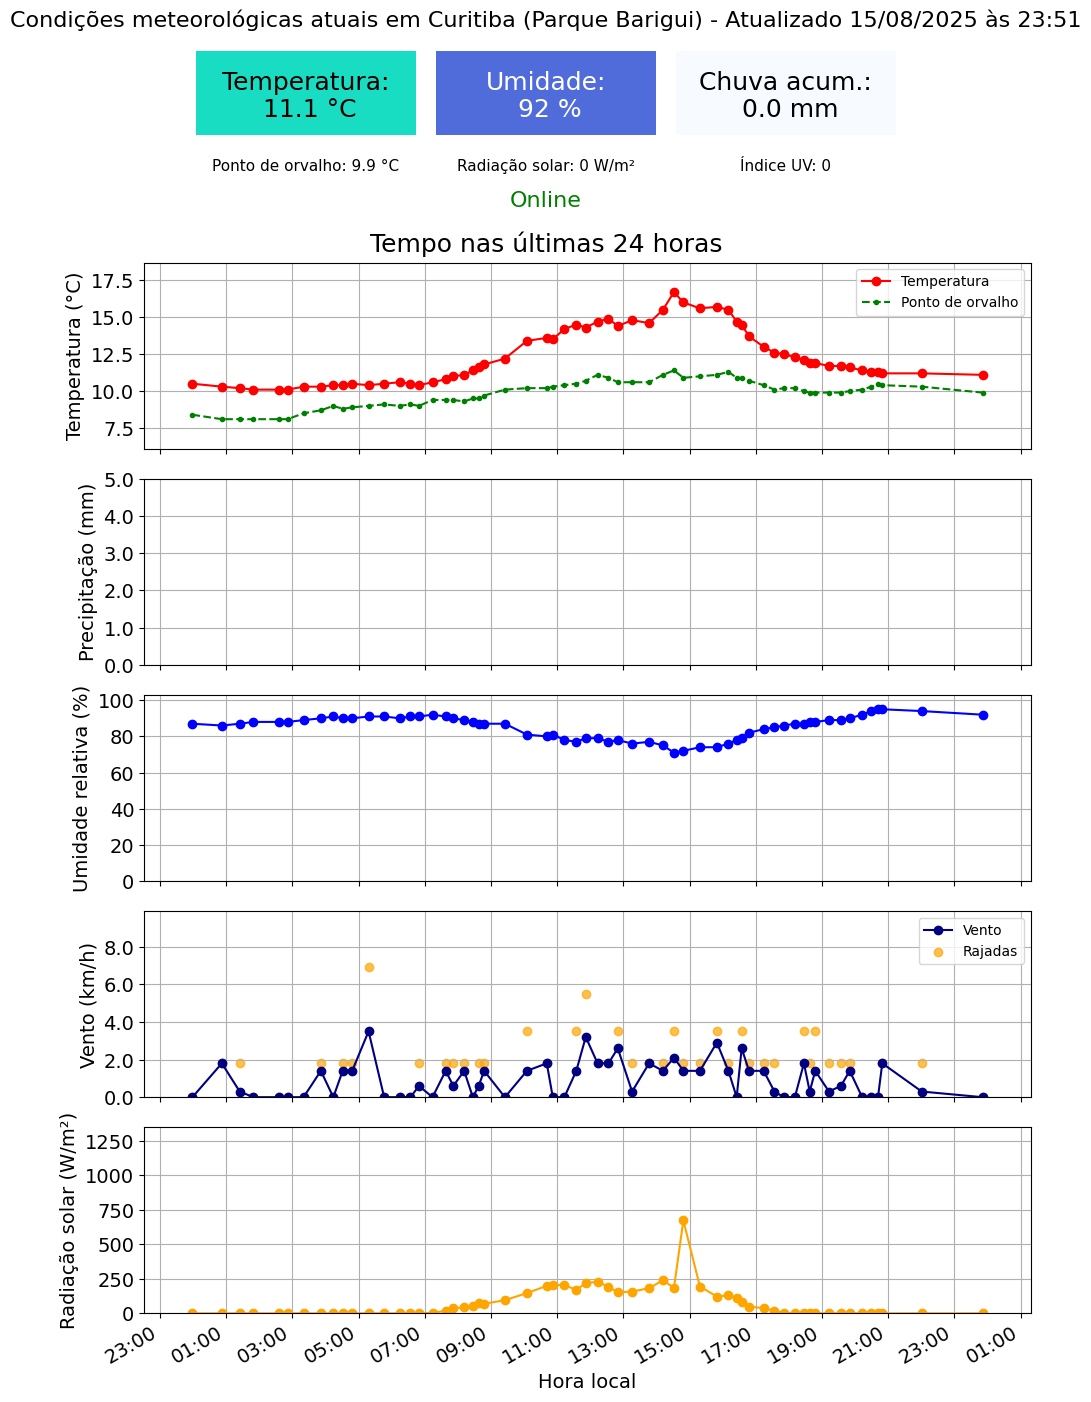 Condições meteorológicas atuais em Curitiba (Parque Barigui) - Atualizado 15/08/2025 às 23:51
Temperatura:
11.1 °C
Umidade:
92 %
Chuva acum.:
0.0 mm
Ponto de orvalho: 9.9 °C
Radiação solar: 0 W/m²
Índice UV: 0
Online
Tempo nas últimas 24 horas
Temperatura (°C)
17.5
15.0
12.5
10.0
7.5
Temperatura
Ponto de orvalho
Precipitação (mm)
5.0
4.0
3.0
2.0
1.0
0.0
Umidade relativa (%)
100
80
60
40
20
0
Vento (km/h)
8.0
6.0
4.0
2.0
0.0
Vento
Rajadas
Radiação solar (W/m²)
1250
1000
750
500
250
0
23:00
01:00
03:00
05:00
07:00
09:00
11:00
13:00
15:00
17:00
19:00
21:00
23:00
01:00
Hora local